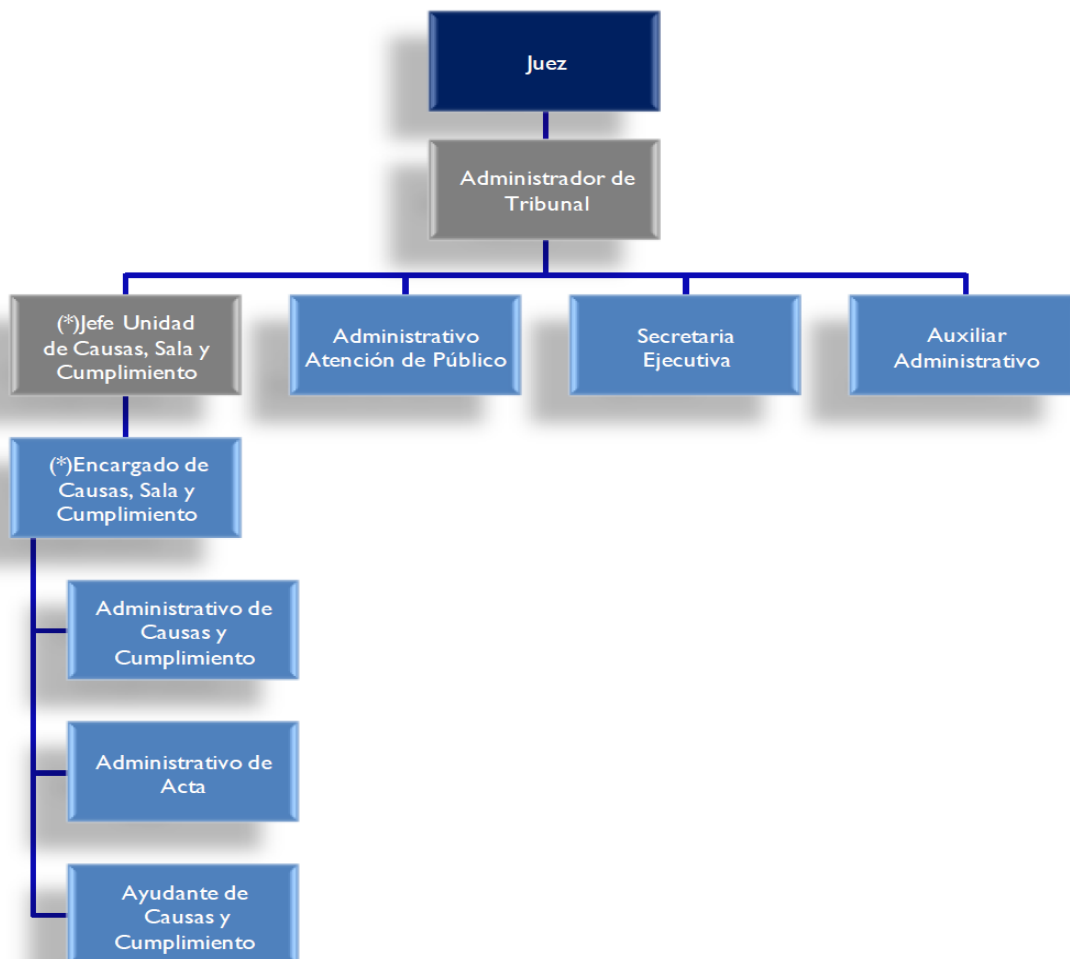 Juez
Administrador de
Tribunal
(*)Jefe Unidad
de Causas, Sala y
Cumplimiento
Administrativo
Atención de Público
Secretaria
Ejecutiva
Auxiliar
Administrativo
(*)Encargado de
Causas, Sala y
Cumplimiento
Administrativo de
Causas y
Cumplimiento
Administrativo de
Acta
Ayudante de
Causas y
Cumplimiento